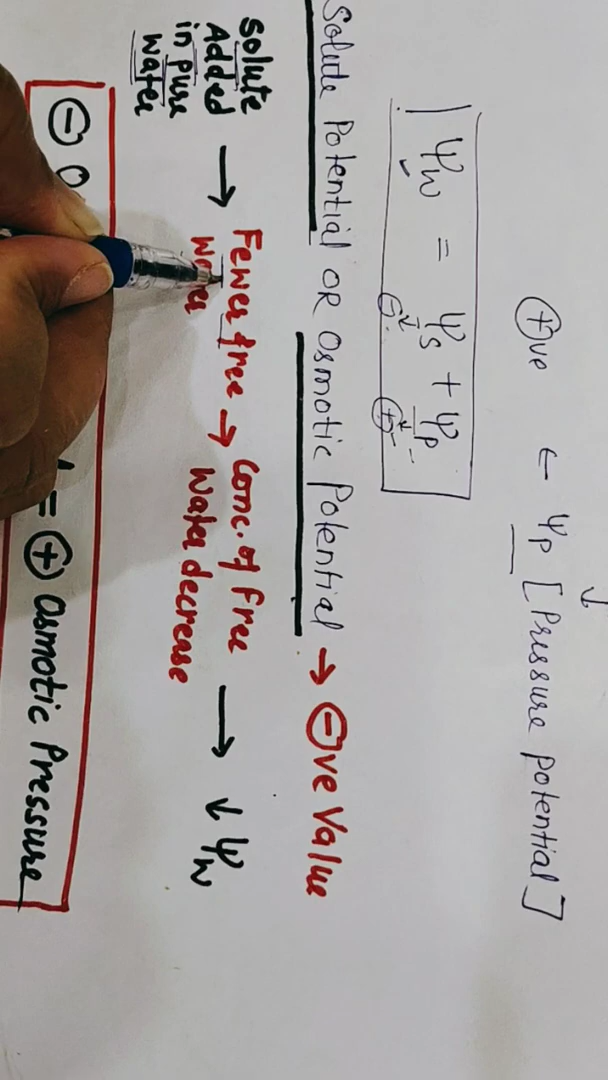 ⊕ve ← Ψp [Pressure potential]
↓
Ψw = Ψs + Ψp
⊖ ⊕
Solute Potential OR Osmotic Potential → ⊖ve Value
Solute Added in pure Water → Fewer free → Conc. of Free Water decrease → ↓ Ψw
⊖
= ⊕ Osmotic Pressure